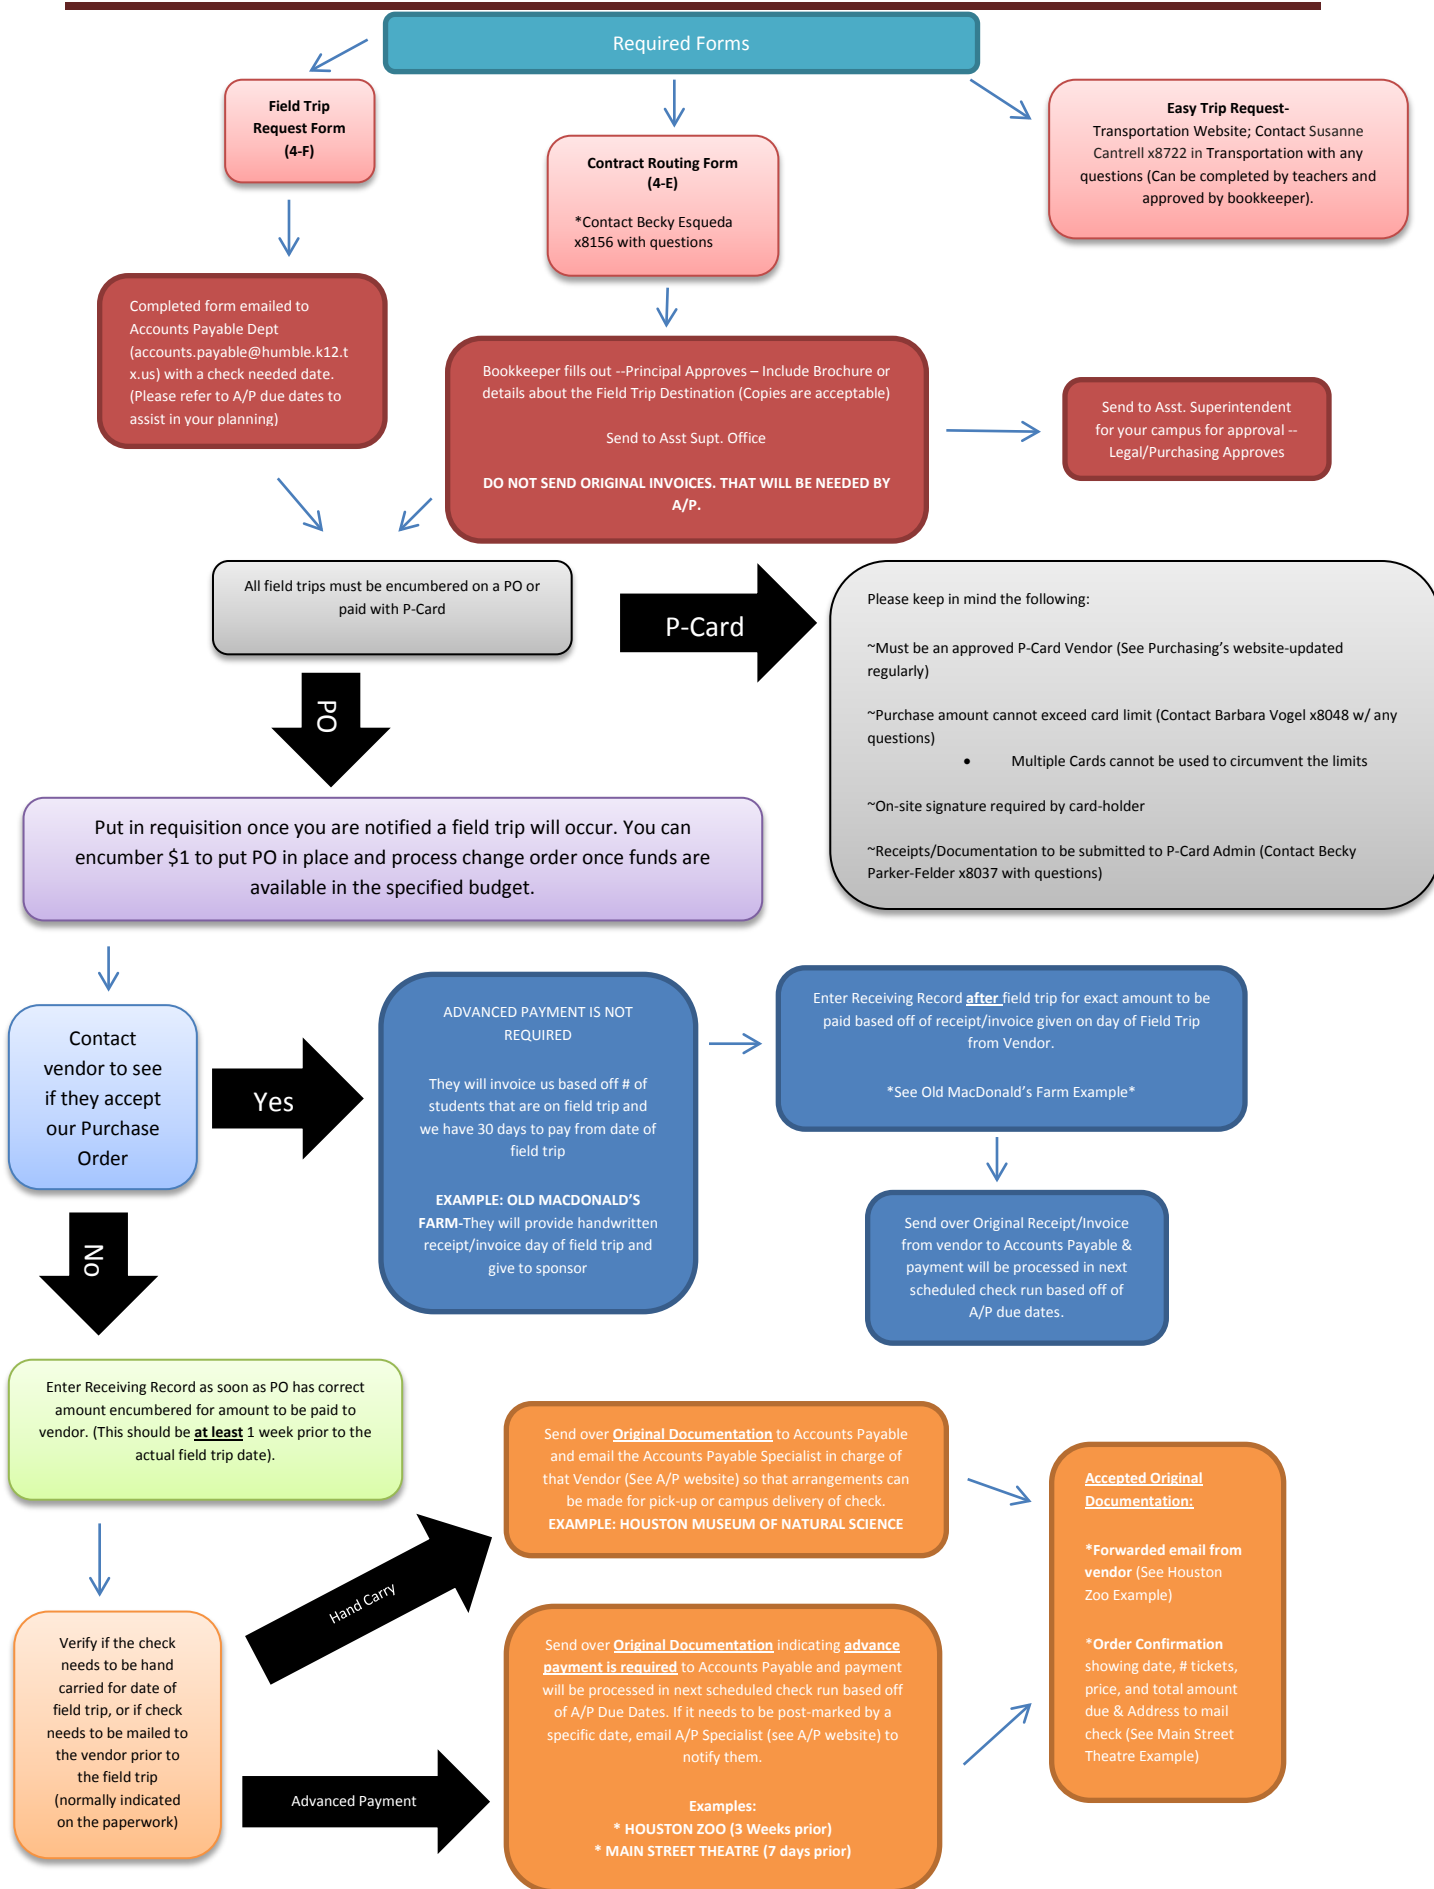 Required Forms
Field Trip
Request Form
(4-F)
Contract Routing Form
(4-E)
*Contact Becky Esqueda
x8156 with questions
Easy Trip Request-
Transportation Website; Contact Susanne
Cantrell x8722 in Transportation with any
questions (Can be completed by teachers and
approved by bookkeeper).
Completed form emailed to
Accounts Payable Dept
(accounts.payable@humble.k12.t
x.us) with a check needed date.
(Please refer to A/P due dates to
assist in your planning)
Bookkeeper fills out --Principal Approves – Include Brochure or
details about the Field Trip Destination (Copies are acceptable)
Send to Asst Supt. Office
DO NOT SEND ORIGINAL INVOICES. THAT WILL BE NEEDED BY
A/P.
Send to Asst. Superintendent
for your campus for approval --
Legal/Purchasing Approves
All field trips must be encumbered on a PO or
paid with P-Card
P-Card
Please keep in mind the following:
~Must be an approved P-Card Vendor (See Purchasing's website-updated
regularly)
~Purchase amount cannot exceed card limit (Contact Barbara Vogel x8048 w/ any
questions)
• Multiple Cards cannot be used to circumvent the limits
~On-site signature required by card-holder
~Receipts/Documentation to be submitted to P-Card Admin (Contact Becky
Parker-Felder x8037 with questions)
PO
Put in requisition once you are notified a field trip will occur. You can
encumber $1 to put PO in place and process change order once funds are
available in the specified budget.
Contact
vendor to see
if they accept
our Purchase
Order
Yes
ADVANCED PAYMENT IS NOT
REQUIRED
They will invoice us based off # of
students that are on field trip and
we have 30 days to pay from date of
field trip
EXAMPLE: OLD MACDONALD'S
FARM-They will provide handwritten
receipt/invoice day of field trip and
give to sponsor
Enter Receiving Record after field trip for exact amount to be
paid based off of receipt/invoice given on day of Field Trip
from Vendor.
*See Old MacDonald's Farm Example*
Send over Original Receipt/Invoice
from vendor to Accounts Payable &
payment will be processed in next
scheduled check run based off of
A/P due dates.
No
Enter Receiving Record as soon as PO has correct
amount encumbered for amount to be paid to
vendor. (This should be at least 1 week prior to the
actual field trip date).
Verify if the check
needs to be hand
carried for date of
field trip, or if check
needs to be mailed to
the vendor prior to
the field trip
(normally indicated
on the paperwork)
Hand Carry
Send over Original Documentation to Accounts Payable
and email the Accounts Payable Specialist in charge of
that Vendor (See A/P website) so that arrangements can
be made for pick-up or campus delivery of check.
EXAMPLE: HOUSTON MUSEUM OF NATURAL SCIENCE
Advanced Payment
Send over Original Documentation indicating advance
payment is required to Accounts Payable and payment
will be processed in next scheduled check run based off
of A/P Due Dates. If it needs to be post-marked by a
specific date, email A/P Specialist (see A/P website) to
notify them.
Examples:
* HOUSTON ZOO (3 Weeks prior)
* MAIN STREET THEATRE (7 days prior)
Accepted Original
Documentation:
*Forwarded email from
vendor (See Houston
Zoo Example)
*Order Confirmation
showing date, # tickets,
price, and total amount
due & Address to mail
check (See Main Street
Theatre Example)